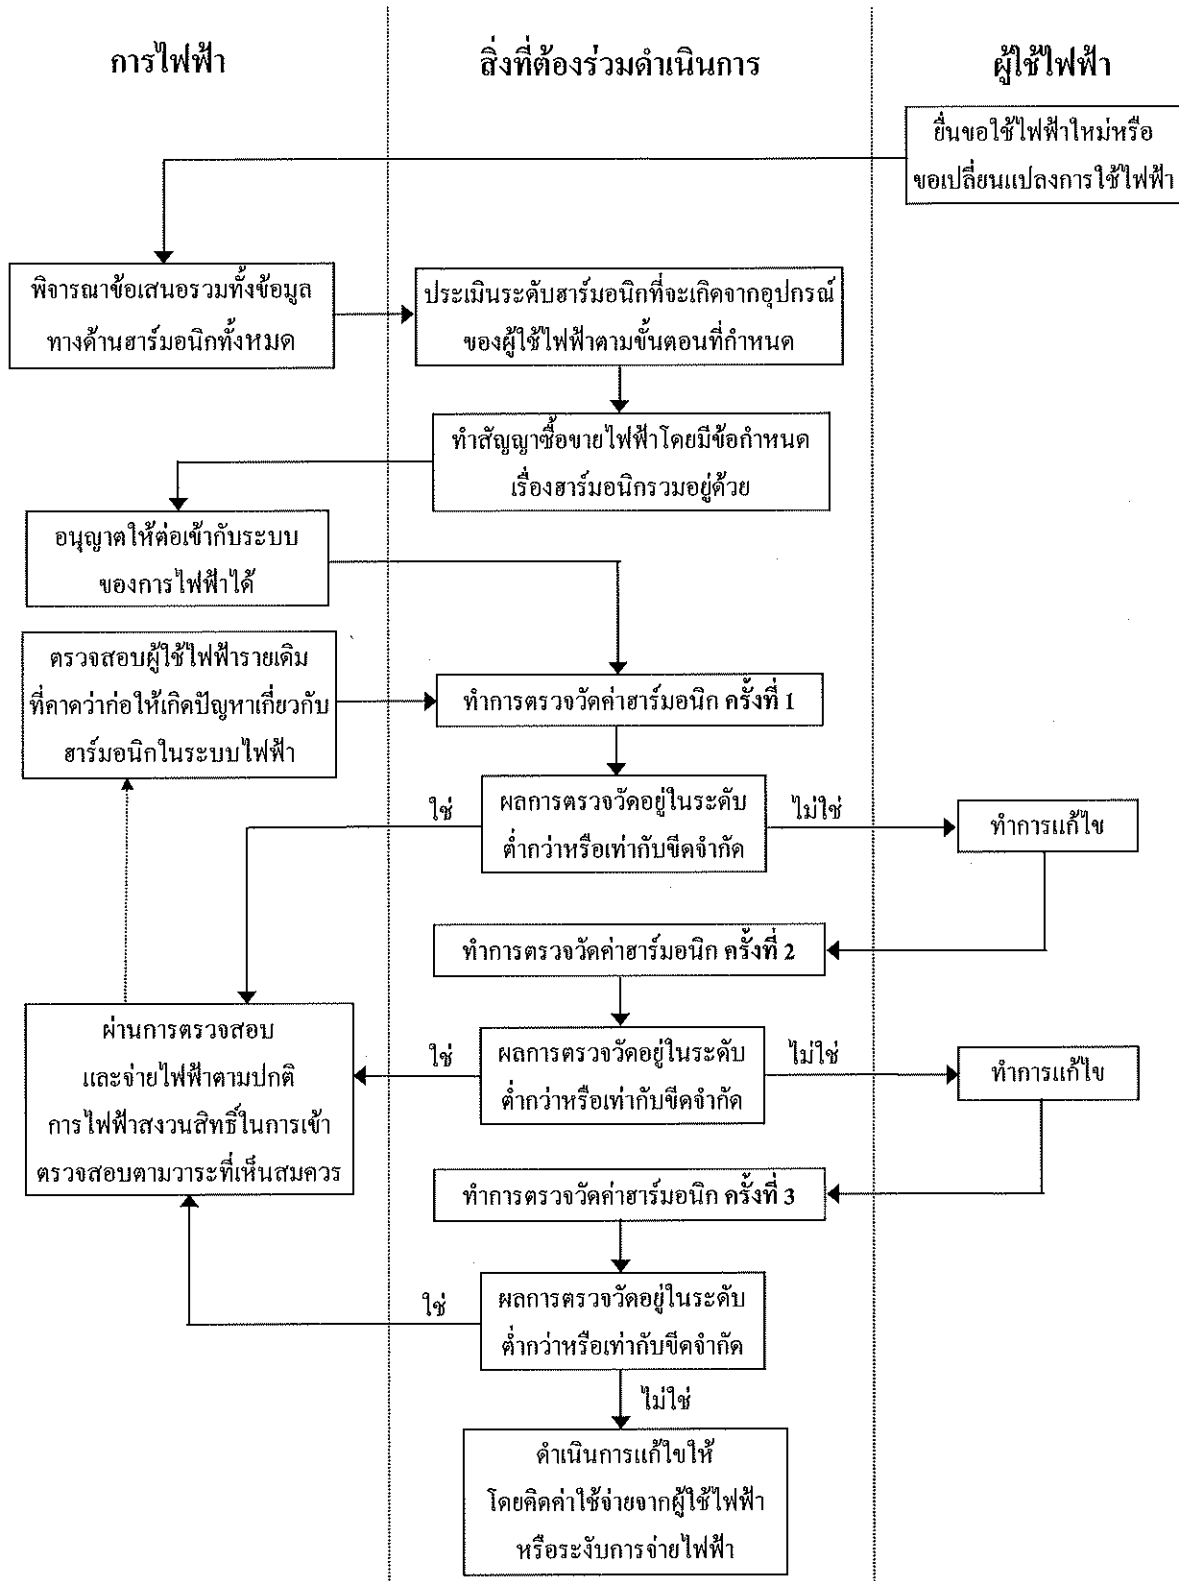 การไฟฟ้า
สิ่งที่ต้องร่วมดำเนินการ
ผู้ใช้ไฟฟ้า
ยื่นขอใช้ไฟฟ้าใหม่หรือ
ขอเปลี่ยนแปลงการใช้ไฟฟ้า
พิจารณาข้อเสนอรวมทั้งข้อมูล
ทางด้านฮาร์มอนิกทั้งหมด
ประเมินระดับฮาร์มอนิกที่จะเกิดจากอุปกรณ์
ของผู้ใช้ไฟฟ้าตามขั้นตอนที่กำหนด
ทำสัญญาซื้อขายไฟฟ้าโดยมีข้อกำหนด
เรื่องฮาร์มอนิกรวมอยู่ด้วย
อนุญาตให้ต่อเข้ากับระบบ
ของการไฟฟ้าได้
ตรวจสอบผู้ใช้ไฟฟ้ารายเดิม
ที่คาดว่าก่อให้เกิดปัญหาเกี่ยวกับ
ฮาร์มอนิกในระบบไฟฟ้า
ทำการตรวจวัดค่าฮาร์มอนิก ครั้งที่ 1
ใช่
ผลการตรวจวัดอยู่ในระดับ
ต่ำกว่าหรือเท่ากับขีดจำกัด
ไม่ใช่
ทำการแก้ไข
ทำการตรวจวัดค่าฮาร์มอนิก ครั้งที่ 2
ผ่านการตรวจสอบ
และจ่ายไฟฟ้าตามปกติ
การไฟฟ้าสงวนสิทธิ์ในการเข้า
ตรวจสอบตามวาระที่เห็นสมควร
ใช่
ผลการตรวจวัดอยู่ในระดับ
ต่ำกว่าหรือเท่ากับขีดจำกัด
ไม่ใช่
ทำการแก้ไข
ทำการตรวจวัดค่าฮาร์มอนิก ครั้งที่ 3
ใช่
ผลการตรวจวัดอยู่ในระดับ
ต่ำกว่าหรือเท่ากับขีดจำกัด
ไม่ใช่
ดำเนินการแก้ไขให้
โดยคิดค่าใช้จ่ายจากผู้ใช้ไฟฟ้า
หรือระงับการจ่ายไฟฟ้า